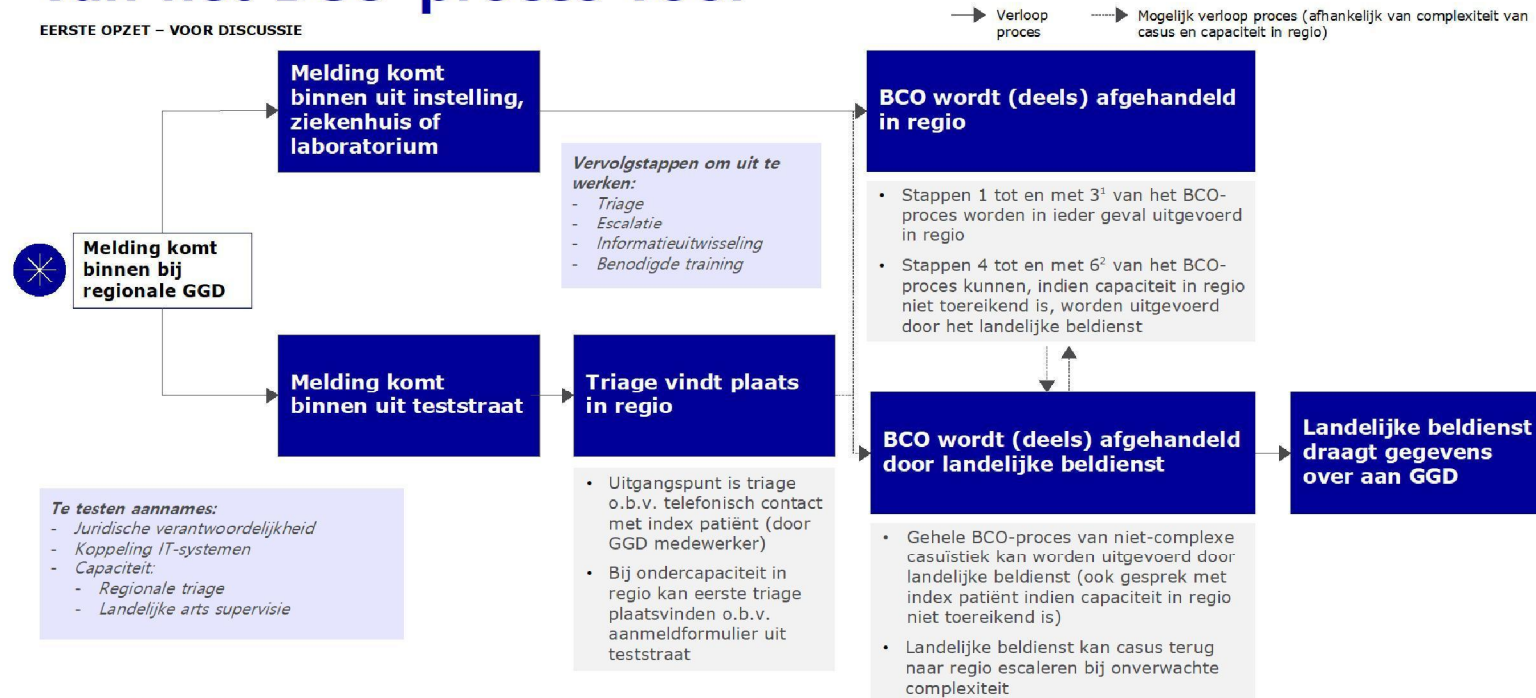 EERSTE OPZET – VOOR DISCUSSIE
Verloop
proces
Mogelijk verloop proces (afhankelijk van complexiteit van
casus en capaciteit in regio)
Melding komt
binnen bij
regionale GGD
Melding komt
binnen uit instelling,
ziekenhuis of
laboratorium
Vervolgstappen om uit te
werken:
- Triage
- Escalatie
- Informatieuitwisseling
- Benodigde training
BCO wordt (deels) afgehandeld
in regio
• Stappen 1 tot en met 3¹ van het BCO-
proces worden in ieder geval uitgevoerd
in regio
• Stappen 4 tot en met 6² van het BCO-
proces kunnen, indien capaciteit in regio
niet toereikend is, worden uitgevoerd
door het landelijke beldienst
Melding komt
binnen uit teststraat
Triage vindt plaats
in regio
• Uitgangspunt is triage
o.b.v. telefonisch contact
met index patiënt (door
GGD medewerker)
• Bij ondercapaciteit in
regio kan eerste triage
plaatsvinden o.b.v.
aanmeldformulier uit
teststraat
BCO wordt (deels) afgehandeld
door landelijke beldienst
• Gehele BCO-proces van niet-complexe
casuïstiek kan worden uitgevoerd door
landelijke beldienst (ook gesprek met
index patiënt indien capaciteit in regio
niet toereikend is)
• Landelijke beldienst kan casus terug
naar regio escaleren bij onverwachte
complexiteit
Landelijke beldienst
draagt gegevens
over aan GGD
Te testen aannames:
- Juridische verantwoordelijkheid
- Koppeling IT-systemen
- Capaciteit:
- Regionale triage
- Landelijke arts supervisie